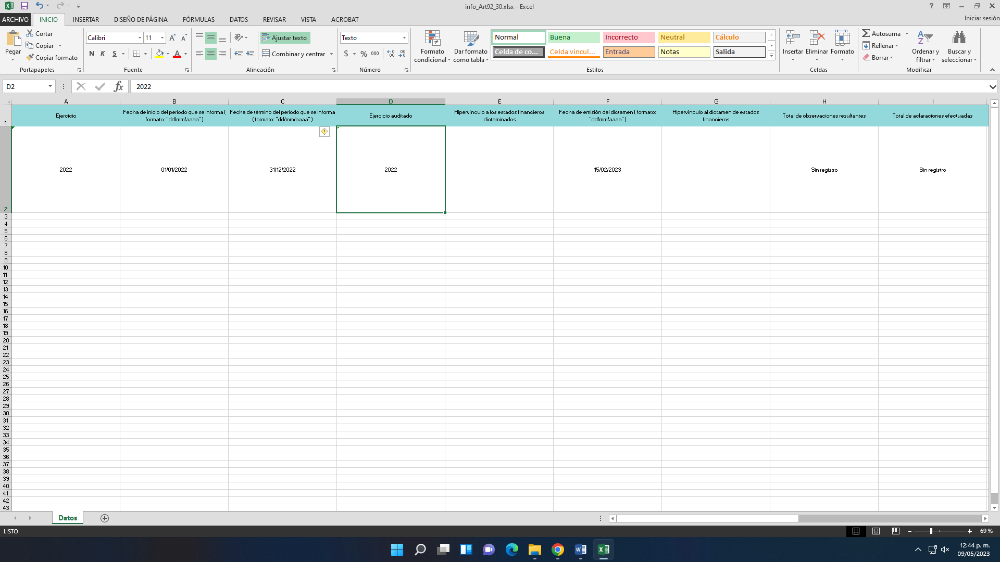 info_Art92_30.xlsx - Excel
ARCHIVO INICIO INSERTAR DISEÑO DE PÁGINA FÓRMULAS DATOS REVISAR VISTA ACROBAT
Iniciar sesión
Pegar
Cortar
Copiar
Copiar formato
Portapapeles
Calibri 11
N K S
Fuente
Ajustar texto
Combinar y centrar
Alineación
Texto
$ % 000
Número
Formato condicional
Dar formato como tabla
Normal Buena Incorrecto Neutral Cálculo
Celda de co... Celda vincul... Entrada Notas Salida
Estilos
Insertar Eliminar Formato
Celdas
Autosuma
Rellenar
Borrar
Ordenar y filtrar
Buscar y seleccionar
Modificar
D2 fx 2022
A B C D E F G H I
1
Ejercicio
Fecha de inicio del periodo que se informa (
formato: "dd/mm/aaaa" )
Fecha de término del periodo que se informa
( formato: "dd/mm/aaaa" )
Ejercicio auditado
Hipervínculo a los estados financieros
dictaminados
Fecha de emisión del dictamen ( formato:
"dd/mm/aaaa" )
Hipervínculo al dictamen de estados
financieros
Total de observaciones resultantes
Total de aclaraciones efectuadas
2022 01/01/2022 31/12/2022 2022 15/02/2023 Sin registro Sin registro
2
3
4
5
6
7
8
9
10
11
12
13
14
15
16
17
18
19
20
21
22
23
24
25
26
27
28
29
30
31
32
33
34
35
36
37
38
39
40
41
42
43
Datos
LISTO
69 %
12:44 p. m.
09/05/2023